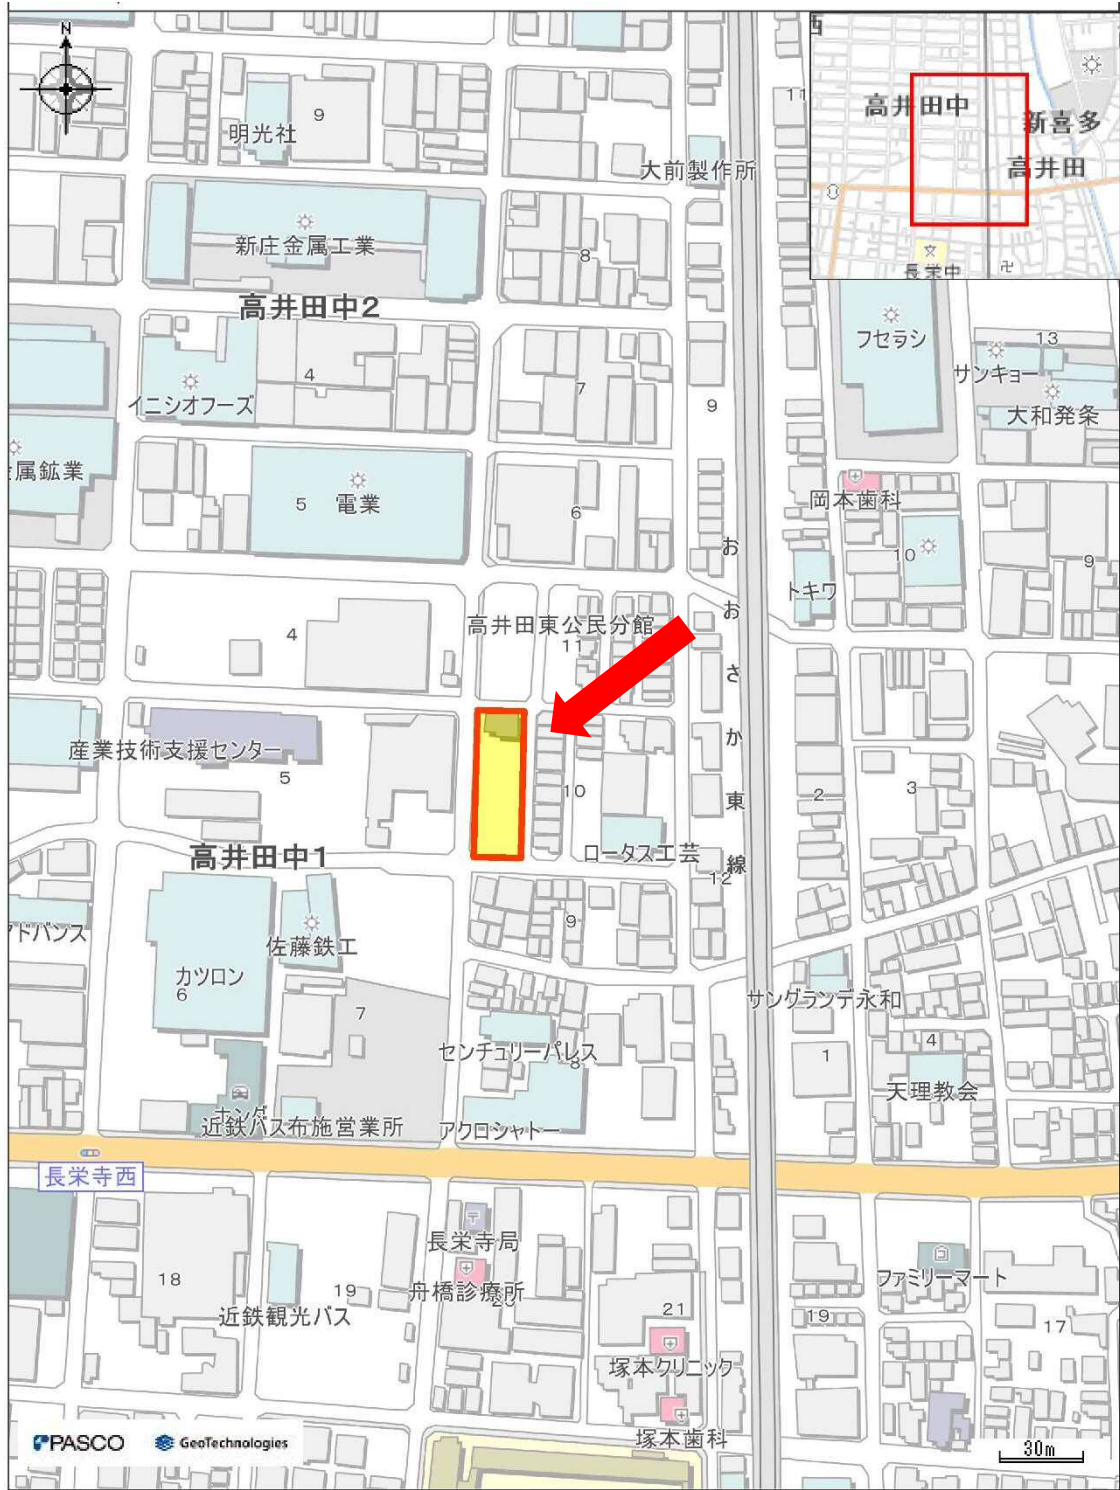 N
9
明光社
大前製作所
11
西
高井田中
新喜多
高井田
長栄中
新庄金属工業
8
高井田中2
フセラシ
13
サンキョー
大和発条
4
イニシオフーズ
7
9
属鉱業
5
電業
6
岡本歯科
10
9
トキワ
おおさか東線
4
高井田東公民分館
11
産業技術支援センター
5
10
2
3
高井田中1
ロータス工芸
12
ドバンス
佐藤鉄工
9
カツロン
6
7
サングランデ永和
センチュリーパレス
8
1
4
天理教会
ホンダ
近鉄バス布施営業所
アクロシャトー
長栄寺西
長栄寺局
18
19
舟橋診療所
20
近鉄観光バス
21
ファミリーマート
19
17
塚本クリニック
塚本歯科
PASCO
GeoTechnologies
30m